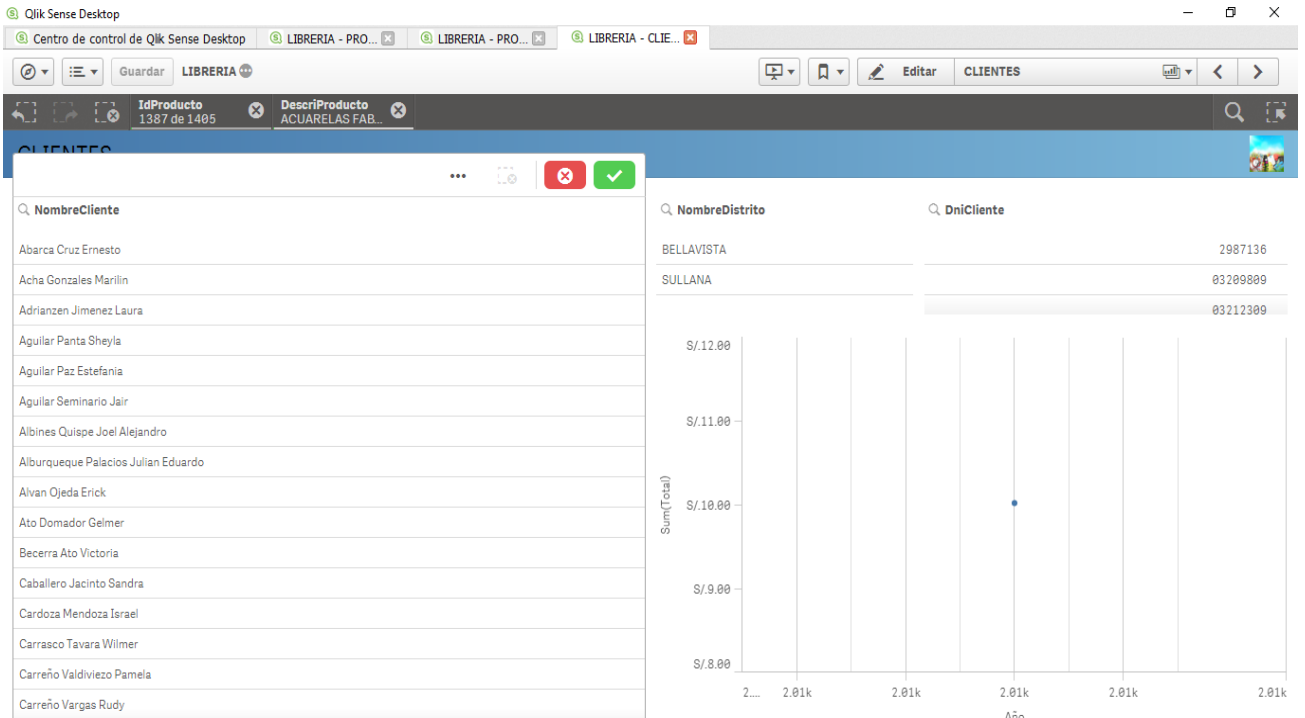 Qlik Sense Desktop
Centro de control de Qlik Sense Desktop
LIBRERIA - PRO...
LIBRERIA - PRO...
LIBRERIA - CLIE...
Guardar
LIBRERIA
Editar
CLIENTES
IdProducto
1387 de 1405
DescriProducto
ACUARELAS FAB...
CLIENTES
NombreCliente
Abarca Cruz Ernesto
Acha Gonzales Marilin
Adrianzen Jimenez Laura
Aguilar Panta Sheyla
Aguilar Paz Estefania
Aguilar Seminario Jair
Albines Quispe Joel Alejandro
Alburqueque Palacios Julian Eduardo
Alvan Ojeda Erick
Ato Domador Gelmer
Becerra Ato Victoria
Caballero Jacinto Sandra
Cardoza Mendoza Israel
Carrasco Tavara Wilmer
Carreño Valdiviezo Pamela
Carreño Vargas Rudy
NombreDistrito
BELLAVISTA
SULLANA
DniCliente
2987136
03209809
03212309
S/.12.00
S/.11.00
S/.10.00
S/.9.00
S/.8.00
Sum(Total)
2....
2.01k
2.01k
2.01k
2.01k
2.01k
Año